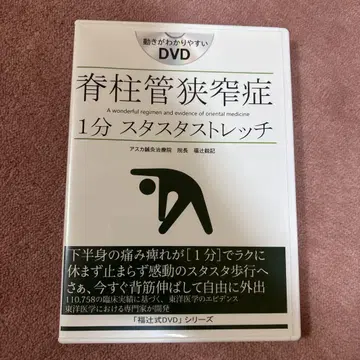 動きがわかりやすい
DVD
脊柱管狭窄症
A wonderful regimen and evidence of oriental medicine
1分 スタスタストレッチ
アスカ鍼灸治療院 院長 福辻鋭記
下半身の痛み痺れが[1分]でラクに
休まず止まらず感動のスタスタ歩行へ
さぁ、今すぐ背筋伸ばして自由に外出
110,758の臨床実績に基づく、東洋医学のエビデンス
東洋医学における専門家が開発
「福辻式DVD」シリーズ